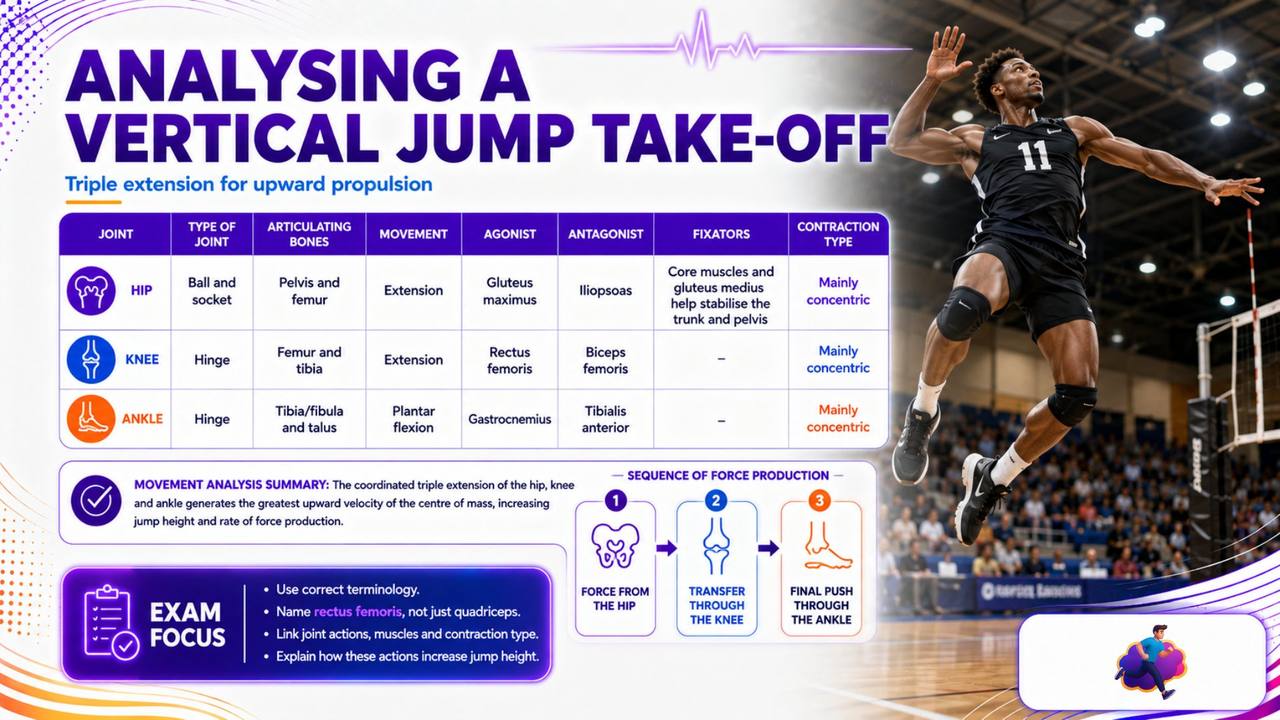 ANALYSING A
VERTICAL JUMP TAKE-OFF
Triple extension for upward propulsion
JOINT
TYPE OF
JOINT
ARTICULATING
BONES
MOVEMENT
AGONIST
ANTAGONIST
FIXATORS
CONTRACTION
TYPE
HIP
Ball and
socket
Pelvis and
femur
Extension
Gluteus
maximus
Iliopsoas
Core muscles and
gluteus medius
help stabilise the
trunk and pelvis
Mainly
concentric
KNEE
Hinge
Femur and
tibia
Extension
Rectus
femoris
Biceps
femoris
–
Mainly
concentric
ANKLE
Hinge
Tibia/fibula
and talus
Plantar
flexion
Gastrocnemius
Tibialis
anterior
–
Mainly
concentric
MOVEMENT ANALYSIS SUMMARY: The coordinated triple extension of the hip, knee
and ankle generates the greatest upward velocity of the centre of mass, increasing
jump height and rate of force production.
SEQUENCE OF FORCE PRODUCTION
1
FORCE FROM
THE HIP
2
TRANSFER
THROUGH
THE KNEE
3
FINAL PUSH
THROUGH
THE ANKLE
EXAM
FOCUS
• Use correct terminology.
• Name rectus femoris, not just quadriceps.
• Link joint actions, muscles and contraction type.
• Explain how these actions increase jump height.
11